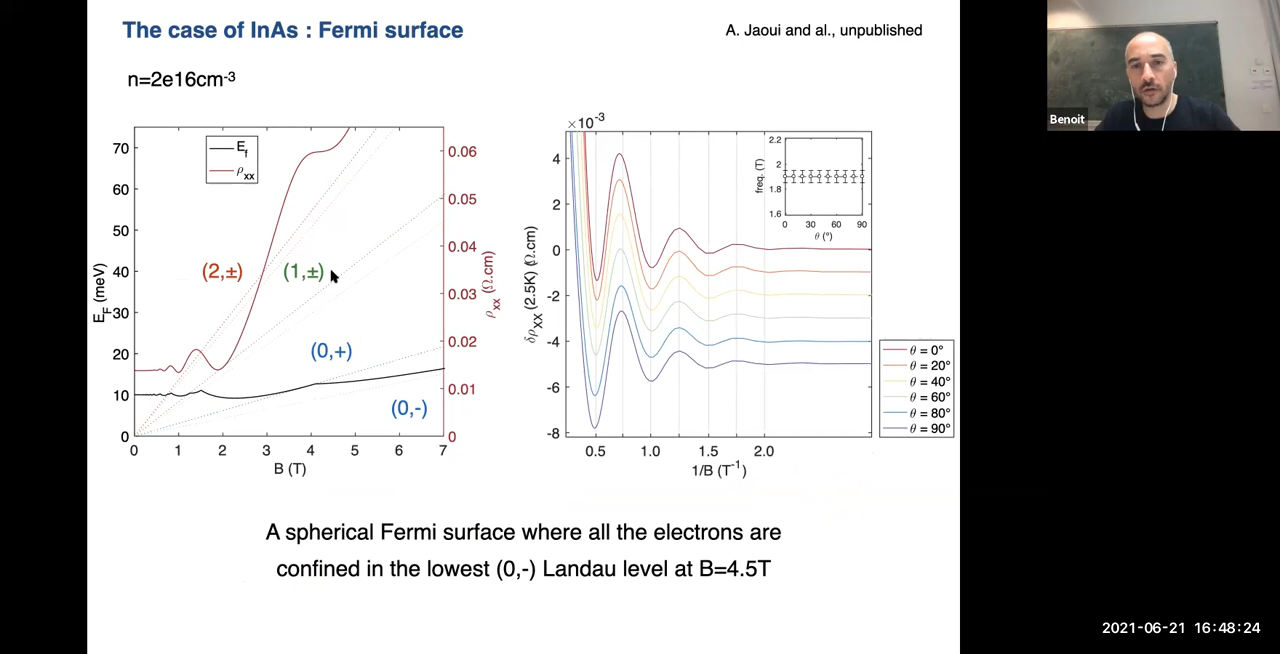 The case of InAs : Fermi surface
A. Jaoui and al., unpublished
n=2e16cm-3
E_f
ρ_xx
70
60
50
40
30
20
10
0
E_F (meV)
0 1 2 3 4 5 6 7
B (T)
0.06
0.05
0.04
0.03
0.02
0.01
0
ρ_xx (Ω.cm)
(2,±)
(1,±)
(0,+)
(0,-)
×10⁻³
4
2
0
-2
-4
-6
-8
δρ_XX (2.5K) (Ω.cm)
0.5 1.0 1.5 2.0
1/B (T⁻¹)
2.2
2
1.8
1.6
freq. (T)
0 30 60 90
θ (°)
θ = 0°
θ = 20°
θ = 40°
θ = 60°
θ = 80°
θ = 90°
A spherical Fermi surface where all the electrons are
confined in the lowest (0,-) Landau level at B=4.5T
Benoit
2021-06-21 16:48:24